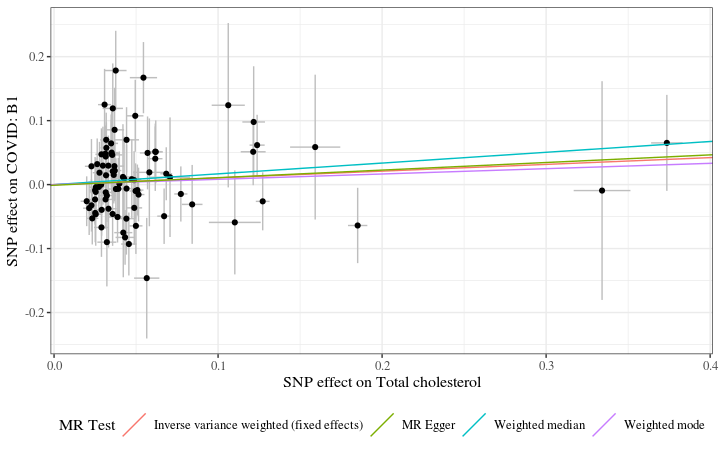 0.2
0.1
0.0
-0.1
-0.2
SNP effect on COVID: B1
0.0 0.1 0.2 0.3 0.4
SNP effect on Total cholesterol
MR Test Inverse variance weighted (fixed effects) MR Egger Weighted median Weighted mode